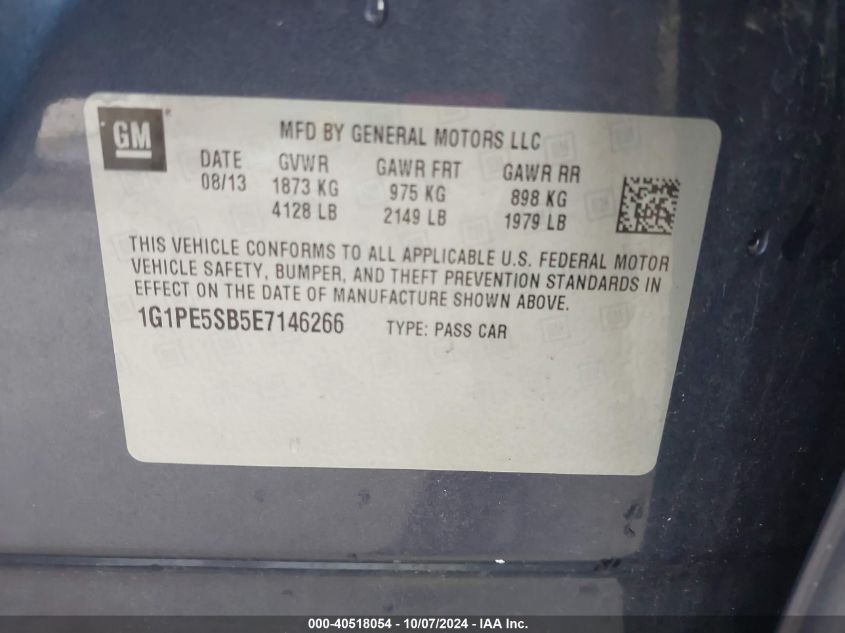 GM
MFD BY GENERAL MOTORS LLC
DATE GVWR GAWR FRT GAWR RR
08/13 1873 KG 975 KG 898 KG
4128 LB 2149 LB 1979 LB
THIS VEHICLE CONFORMS TO ALL APPLICABLE U.S. FEDERAL MOTOR
VEHICLE SAFETY, BUMPER, AND THEFT PREVENTION STANDARDS IN
EFFECT ON THE DATE OF MANUFACTURE SHOWN ABOVE.
1G1PE5SB5E7146266 TYPE: PASS CAR
000-40518054 - 10/07/2024 - IAA Inc.